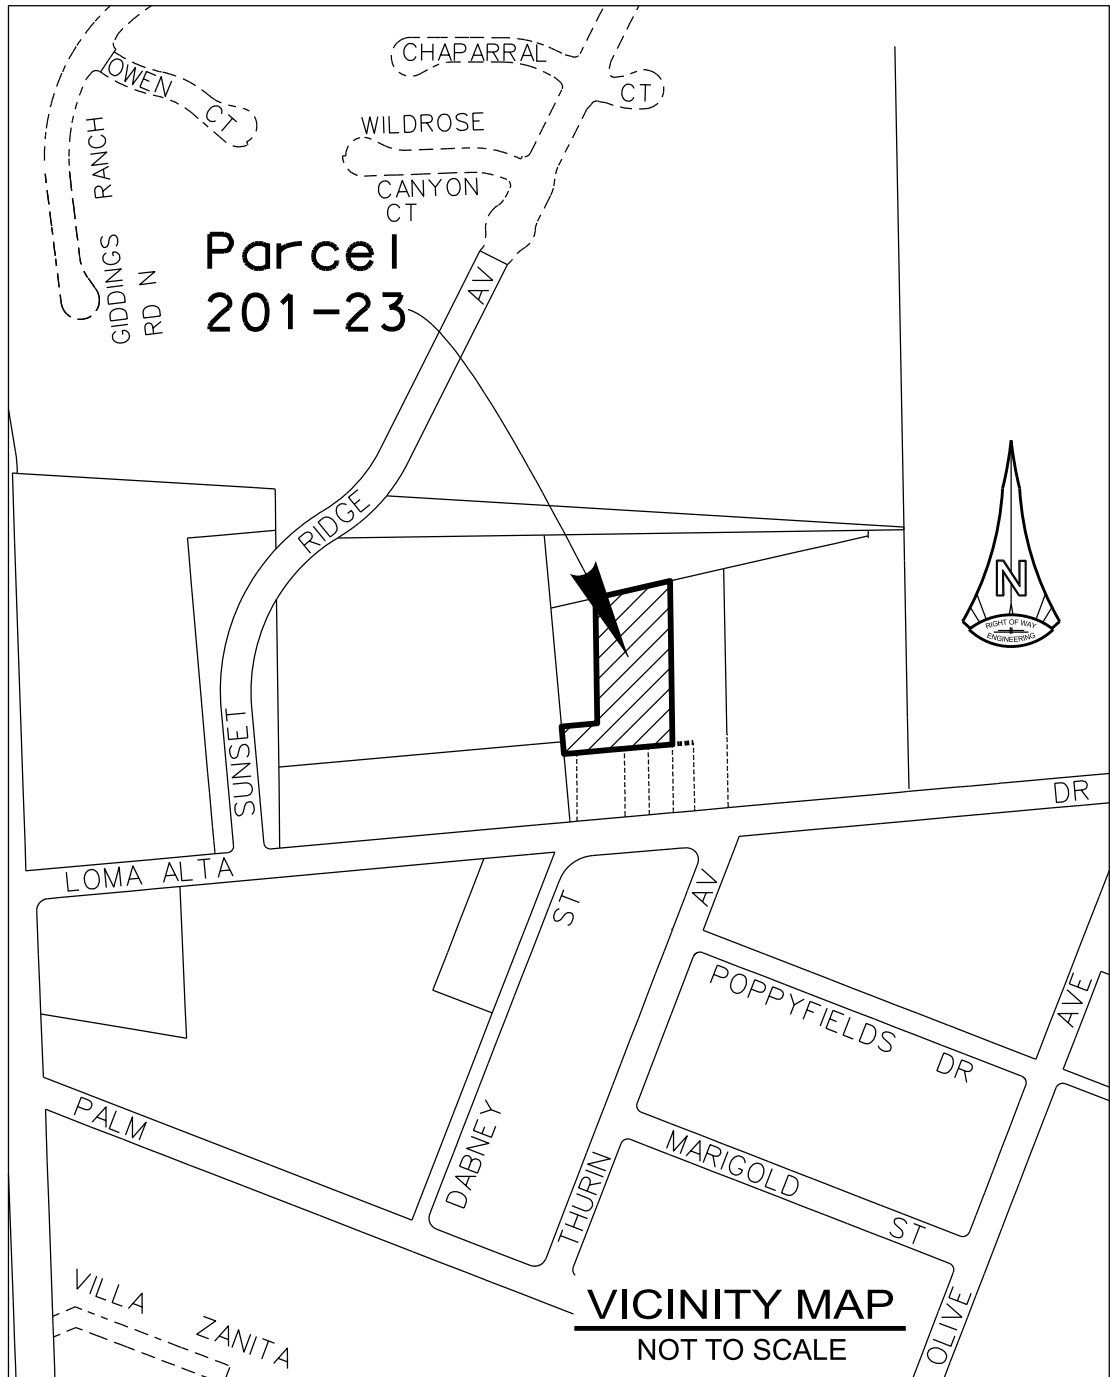 CHAPARRAL
CT
OWEN
CT
WILDROSE
CANYON
CT
GIDDINGS RANCH
RD N
Parcel
201-23
AV
RIDGE
SUNSET
N
RIGHT OF WAY
ENGINEERING
DR
LOMA ALTA
ST
AV
POPPYFIELDS DR
AVE
PALM
DABNEY
MARIGOLD ST
THURIN
VILLA ZANITA
OLIVE
VICINITY MAP
NOT TO SCALE